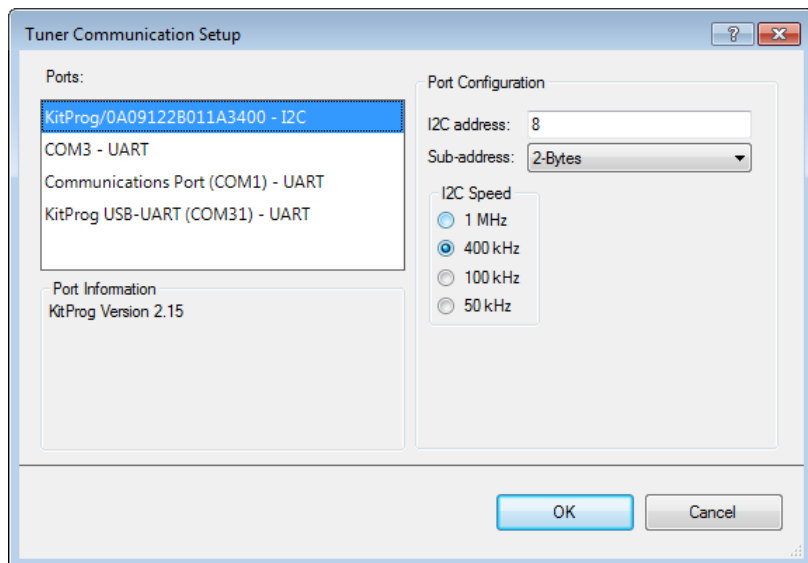 Tuner Communication Setup
?
Ports:
KitProg/0A09122B011A3400 - I2C
COM3 - UART
Communications Port (COM1) - UART
KitProg USB-UART (COM31) - UART
Port Information
KitProg Version 2.15
Port Configuration
I2C address: 8
Sub-address: 2-Bytes
I2C Speed
1 MHz
400 kHz
100 kHz
50 kHz
OK Cancel